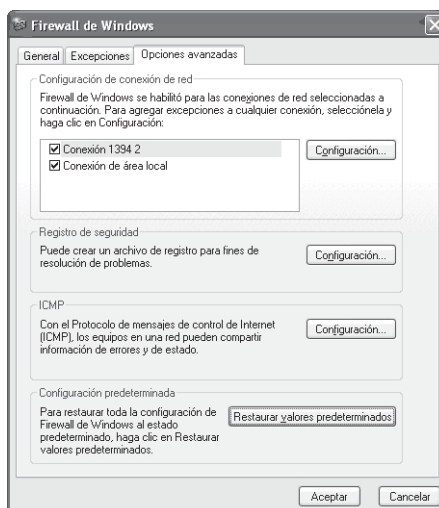 Firewall de Windows
General Excepciones Opciones avanzadas
Configuración de conexión de red
Firewall de Windows se habilitó para las conexiones de red seleccionadas a
continuación. Para agregar excepciones a cualquier conexión, selecciónela y
haga clic en Configuración:
Conexión 1394 2
Conexión de área local
Configuración...
Registro de seguridad
Puede crear un archivo de registro para fines de
resolución de problemas.
Configuración...
ICMP
Con el Protocolo de mensajes de control de Internet
(ICMP), los equipos en una red pueden compartir
información de errores y de estado.
Configuración...
Configuración predeterminada
Para restaurar toda la configuración de
Firewall de Windows al estado
predeterminado, haga clic en Restaurar
valores predeterminados.
Restaurar valores predeterminados
Aceptar Cancelar